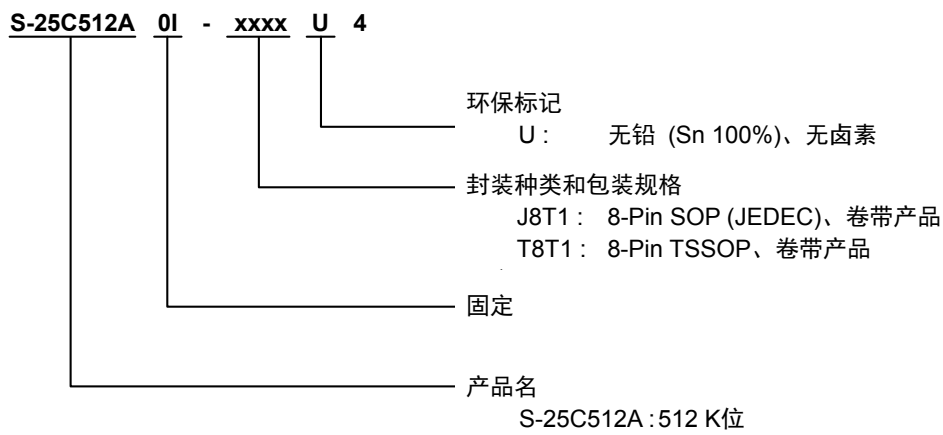 S-25C512A 0I - xxxx U 4
环保标记
U : 无铅 (Sn 100%)、无卤素
封装种类和包装规格
J8T1 : 8-Pin SOP (JEDEC)、卷带产品
T8T1 : 8-Pin TSSOP、卷带产品
固定
产品名
S-25C512A : 512 K位